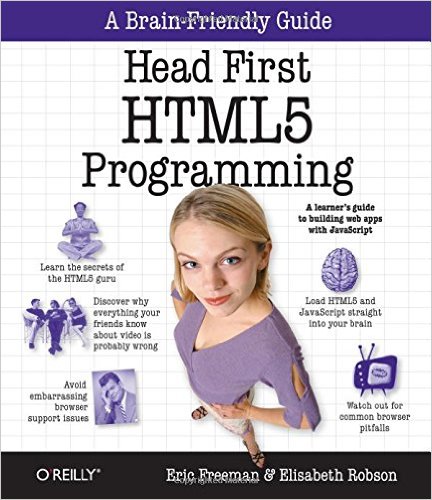 A Brain-Friendly Guide
Head First
HTML5
Programming
A learner's guide
to building web apps
with JavaScript
Learn the secrets of
the HTML5 guru
Discover why
everything your
friends know
about video is
probably wrong
Load HTML5 and
JavaScript straight
into your brain
Avoid
embarrassing
browser
support issues
Watch out for
common browser
pitfalls
O'REILLY®
Eric Freeman & Elisabeth Robson